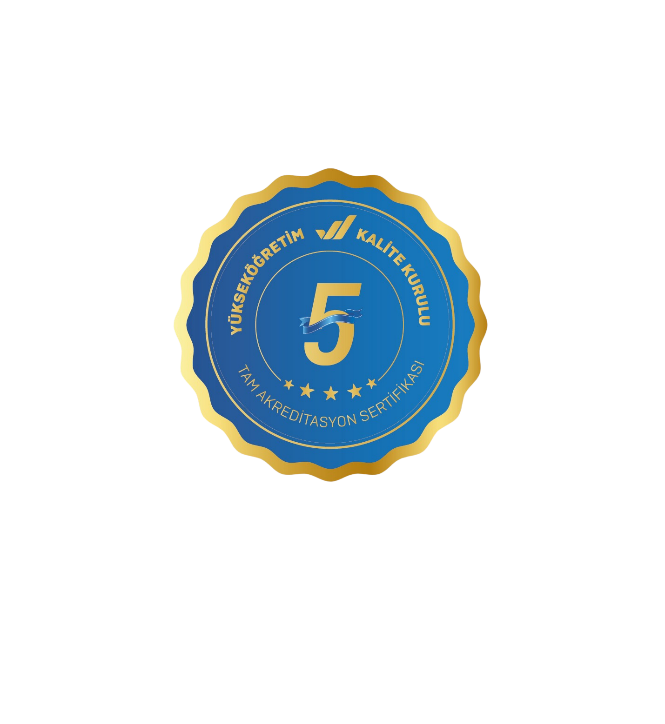 YÜKSEKÖĞRETİM KALİTE KURULU
5
TAM AKREDİTASYON SERTİFİKASI